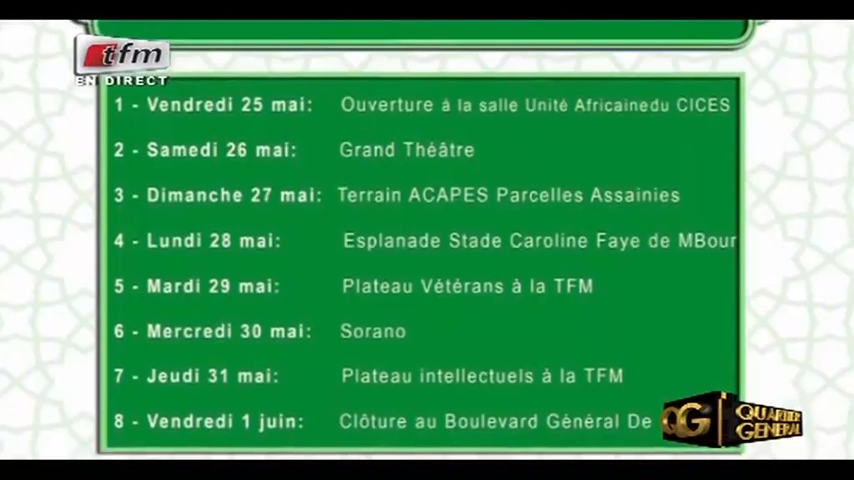 tfm
EN DIRECT
1 - Vendredi 25 mai: Ouverture à la salle Unité Africainedu CICES
2 - Samedi 26 mai: Grand Théâtre
3 - Dimanche 27 mai: Terrain ACAPES Parcelles Assainies
4 - Lundi 28 mai: Esplanade Stade Caroline Faye de MBour
5 - Mardi 29 mai: Plateau Vétérans à la TFM
6 - Mercredi 30 mai: Sorano
7 - Jeudi 31 mai: Plateau intellectuels à la TFM
8 - Vendredi 1 juin: Clôture au Boulevard Général De
QG QUARTIER
GENERAL